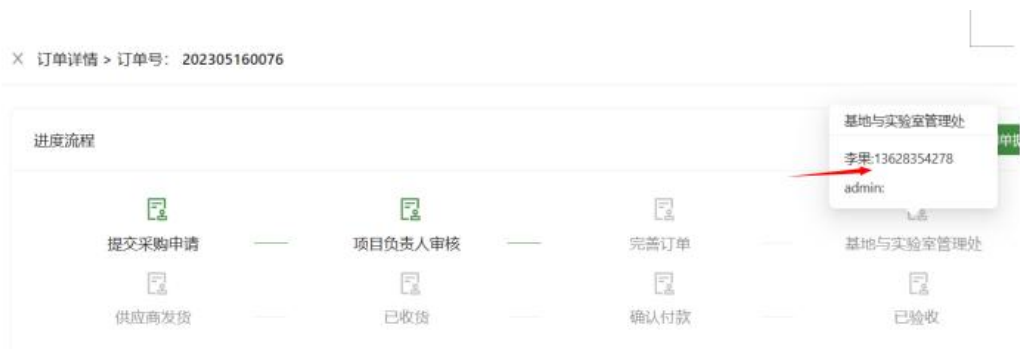 × 订单详情 > 订单号： 202305160076
基地与实验室管理处
进度流程
李果:13628354278
admin:
提交采购申请
项目负责人审核
完善订单
基地与实验室管理处
供应商发货
已收货
确认付款
已验收